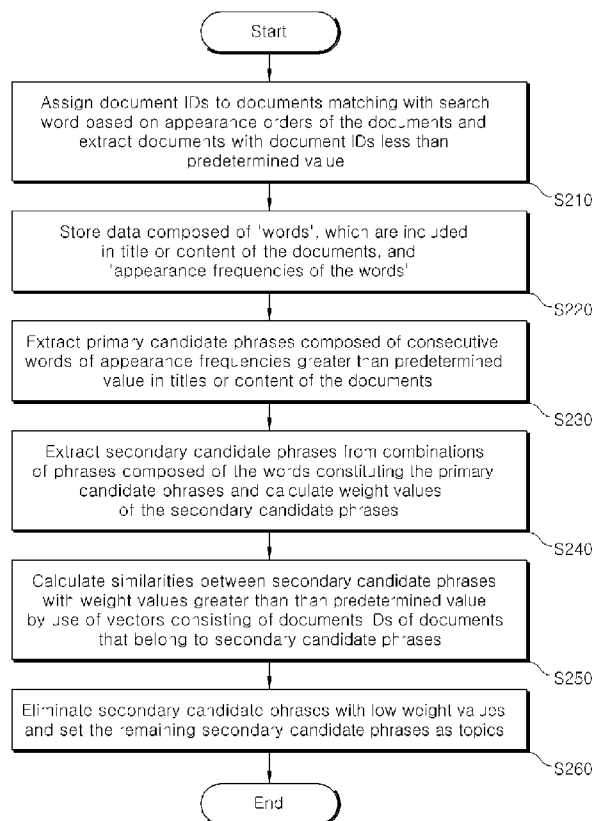 Start
Assign document IDs to documents matching with search
word based on appearance orders of the documents and
extract documents with document IDs less than
predetermined value
S210
Store data composed of 'words', which are included
in title or content of the documents, and
'appearance frequencies of the words'
S220
Extract primary candidate phrases composed of consecutive
words of appearance frequencies greater than predetermined
value in titles or content of the documents
S230
Extract secondary candidate phrases from combinations
of phrases composed of the words constituting the primary
candidate phrases and calculate weight values
of the secondary candidate phrases
S240
Calculate similarities between secondary candidate phrases
with weight values greater than than predetermined value
by use of vectors consisting of documents IDs of documents
that belong to secondary candidate phrases
S250
Eliminate secondary candidate phrases with low weight values
and set the remaining secondary candidate phrases as topics
S260
End